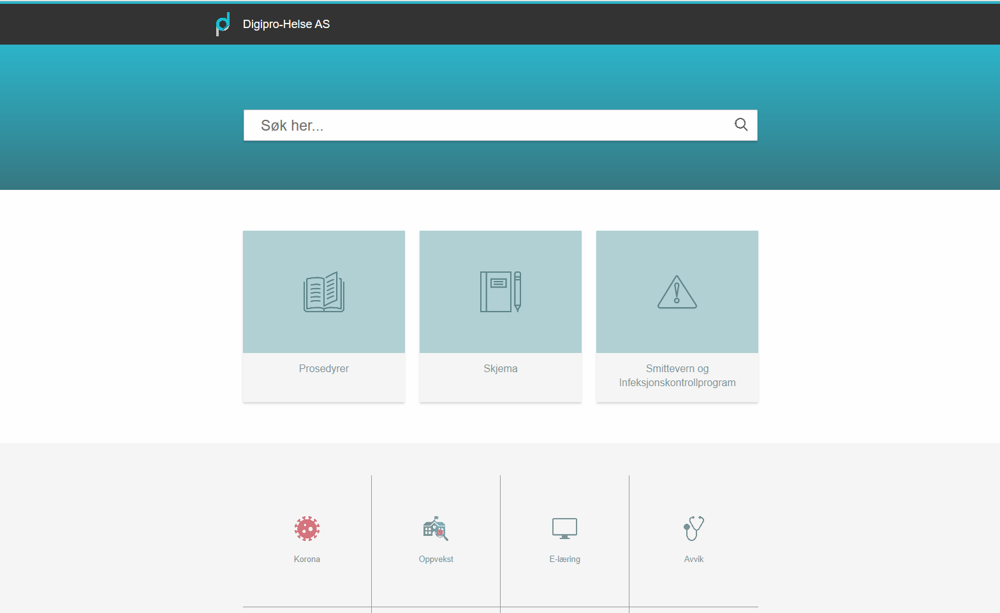 Digipro-Helse AS
Søk her...
Prosedyrer
Skjema
Smittevern og
Infeksjonskontrollprogram
Korona
Oppvekst
E-læring
Avvik